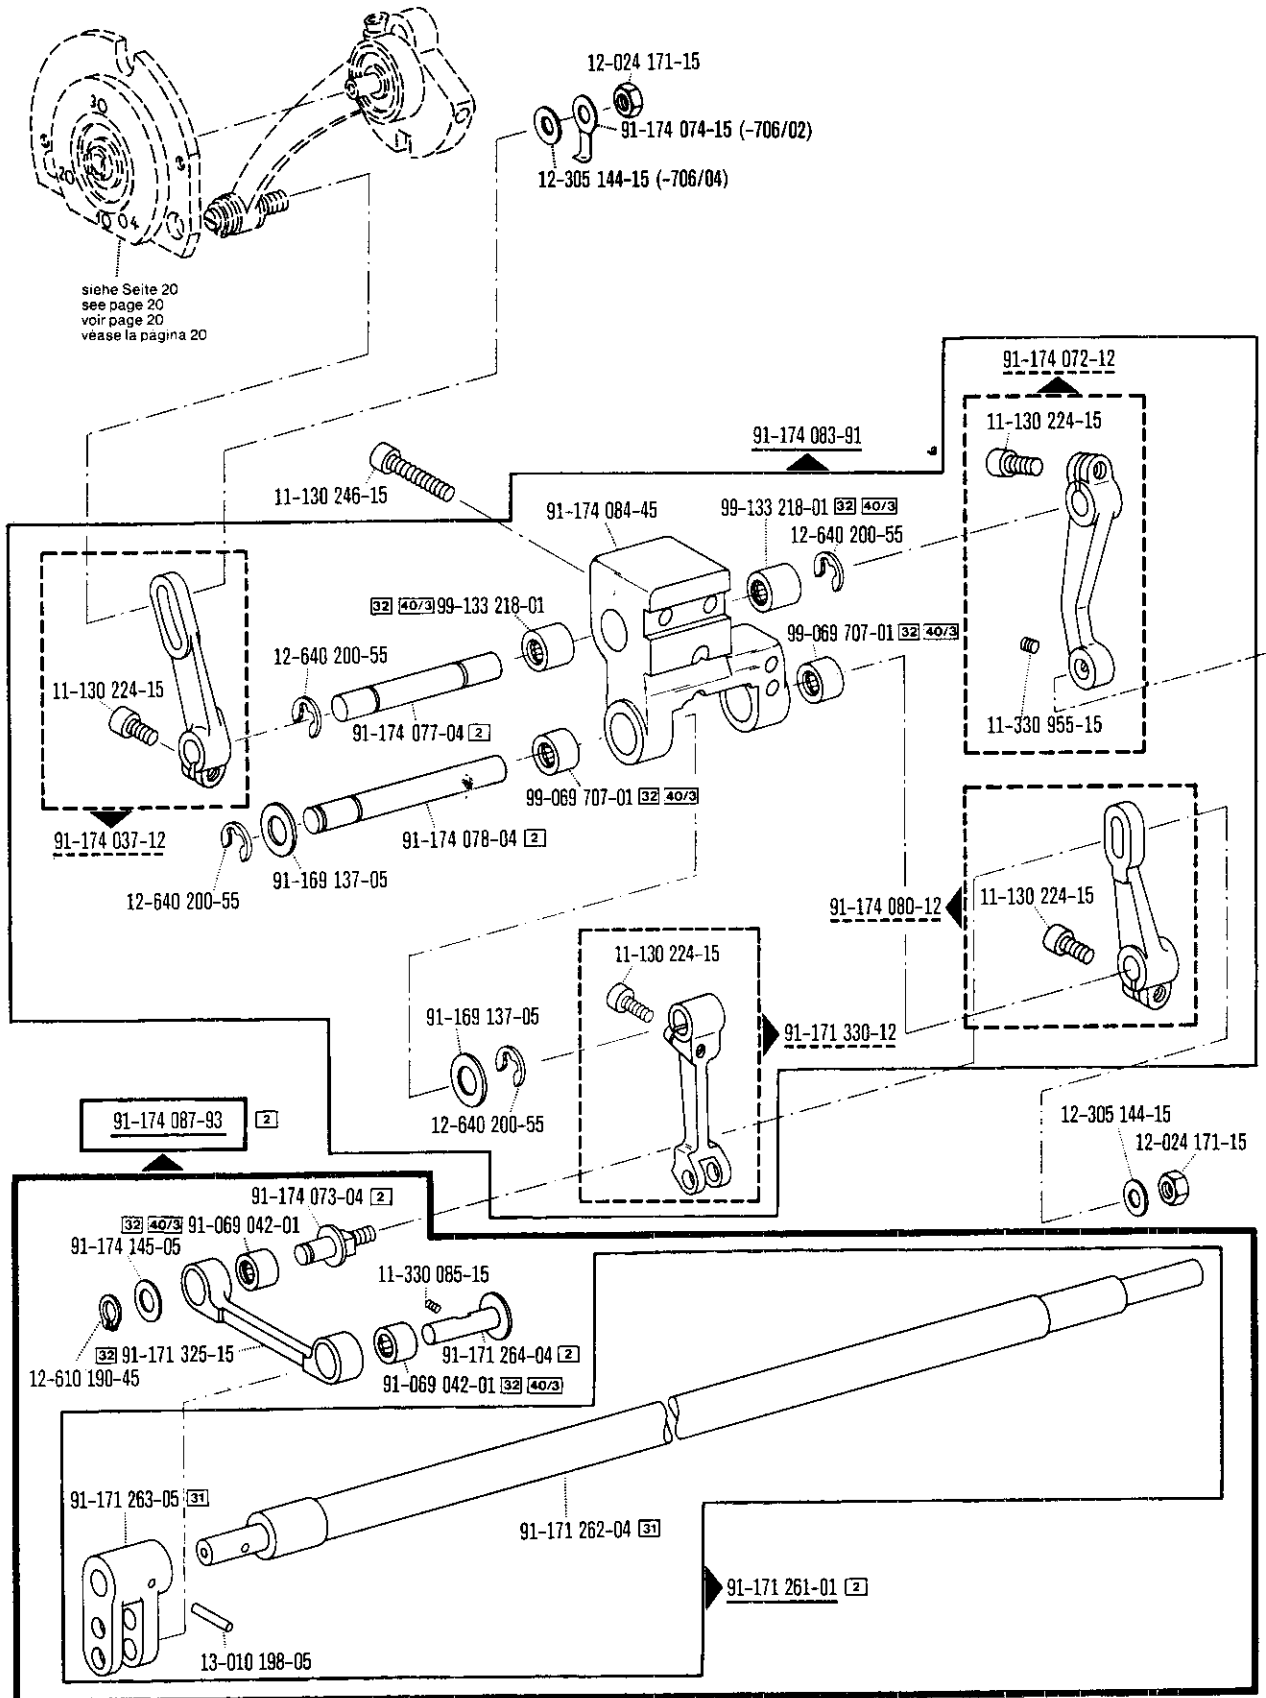 12-024 171-15
91-174 074-15 (-706/02)
12-305 144-15 (-706/04)
3
2
1
4
siehe Seite 20
see page 20
voir page 20
véase la página 20
91-174 072-12
11-130 224-15
91-174 083-91
11-130 246-15
91-174 084-45
99-133 218-01 32 40/3
12-640 200-55
32 40/3 99-133 218-01
99-069 707-01 32 40/3
12-640 200-55
11-130 224-15
91-174 077-04 2
11-330 955-15
99-069 707-01 32 40/3
91-174 037-12
91-174 078-04 2
12-640 200-55
91-169 137-05
91-174 080-12
11-130 224-15
11-130 224-15
91-169 137-05
91-171 330-12
12-640 200-55
91-174 087-93 2
12-305 144-15
12-024 171-15
91-174 073-04 2
32 40/3 91-069 042-01
91-174 145-05
11-330 085-15
32 91-171 325-15
12-610 190-45
91-171 264-04 2
91-069 042-01 32 40/3
91-171 263-05 31
91-171 262-04 31
91-171 261-01 2
13-010 198-05